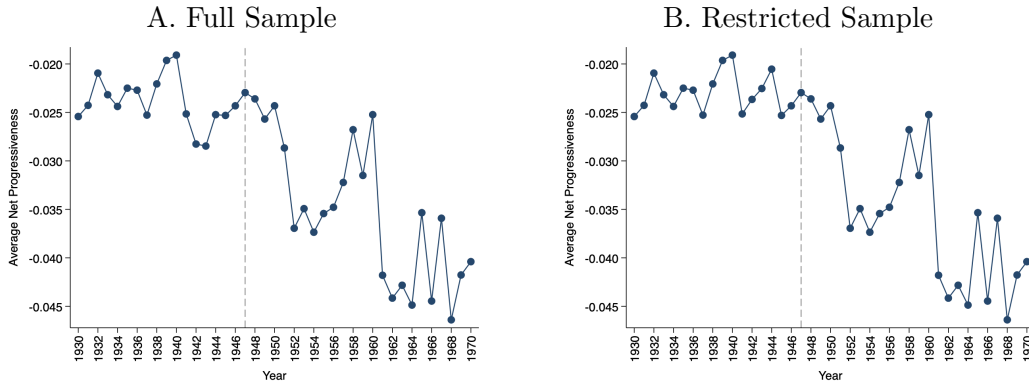 A. Full Sample
Average Net Progressiveness
-0.020
-0.025
-0.030
-0.035
-0.040
-0.045
1930 1932 1934 1936 1938 1940 1942 1944 1946 1948 1950 1952 1954 1956 1958 1960 1962 1964 1966 1968 1970
Year
B. Restricted Sample
Average Net Progressiveness
-0.020
-0.025
-0.030
-0.035
-0.040
-0.045
1930 1932 1934 1936 1938 1940 1942 1944 1946 1948 1950 1952 1954 1956 1958 1960 1962 1964 1966 1968 1970
Year